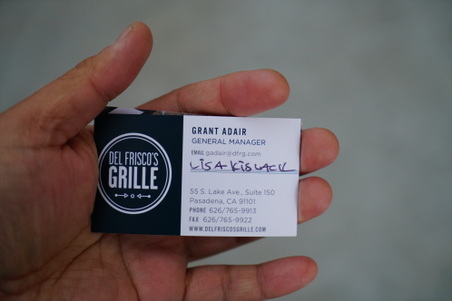 DEL FRISCO'S
GRILLE
GRANT ADAIR
GENERAL MANAGER
EMAIL gadair@dfrg.com
LISA KISLACK
55 S. Lake Ave., Suite 150
Pasadena, CA 91101
PHONE 626/765-9913
FAX 626/765-9922
WWW.DELFRISCOSGRILLE.COM